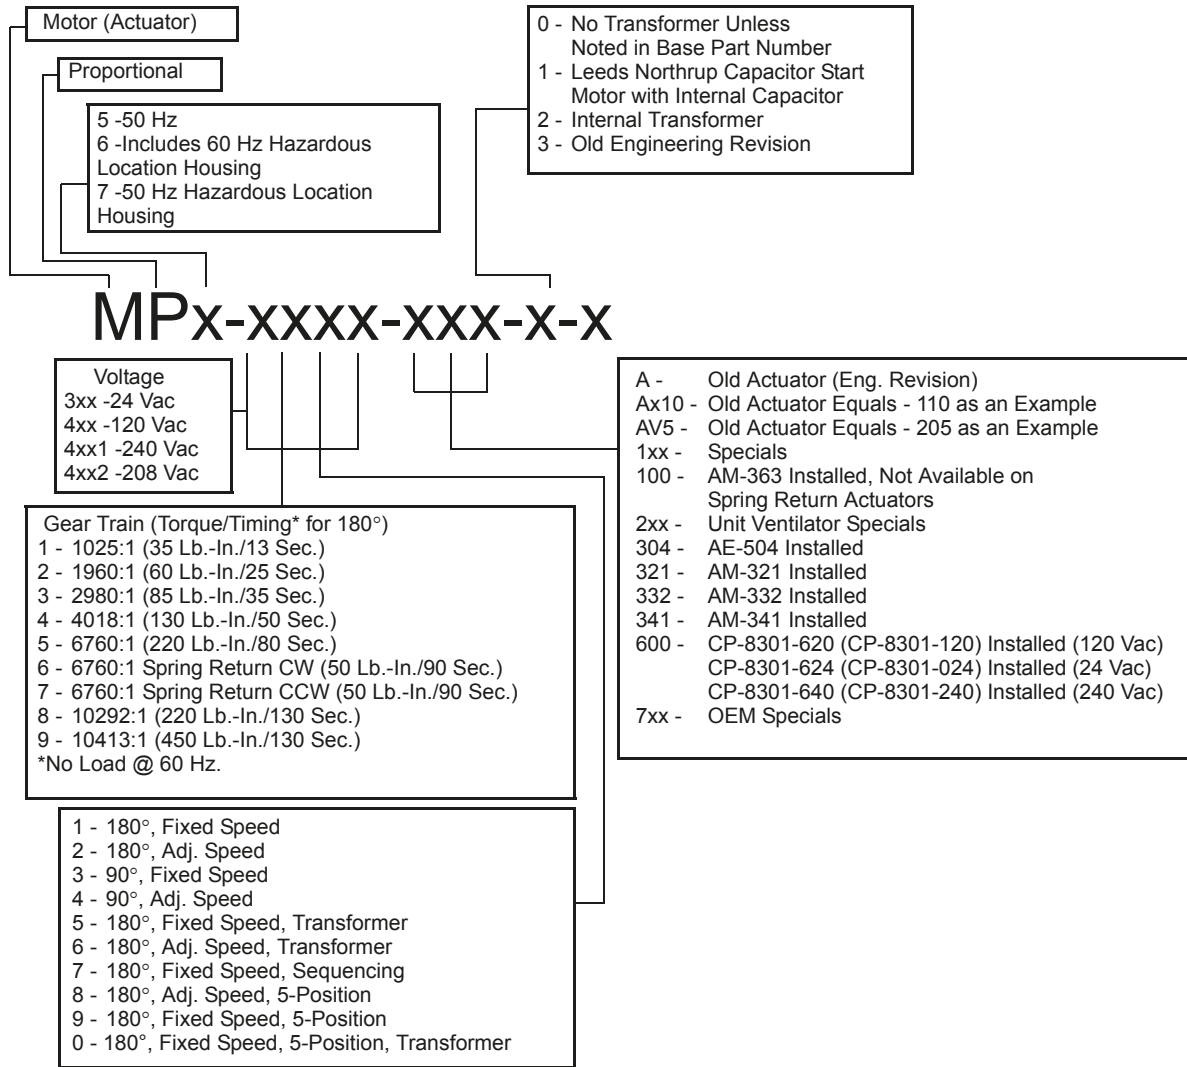 Motor (Actuator)
Proportional
5 -50 Hz
6 -Includes 60 Hz Hazardous
Location Housing
7 -50 Hz Hazardous Location
Housing
0 - No Transformer Unless
Noted in Base Part Number
1 - Leeds Northrup Capacitor Start
Motor with Internal Capacitor
2 - Internal Transformer
3 - Old Engineering Revision
MPx-xxxx-xxx-x-x
Voltage
3xx -24 Vac
4xx -120 Vac
4xx1 -240 Vac
4xx2 -208 Vac
Gear Train (Torque/Timing* for 180°)
1 - 1025:1 (35 Lb.-In./13 Sec.)
2 - 1960:1 (60 Lb.-In./25 Sec.)
3 - 2980:1 (85 Lb.-In./35 Sec.)
4 - 4018:1 (130 Lb.-In./50 Sec.)
5 - 6760:1 (220 Lb.-In./80 Sec.)
6 - 6760:1 Spring Return CW (50 Lb.-In./90 Sec.)
7 - 6760:1 Spring Return CCW (50 Lb.-In./90 Sec.)
8 - 10292:1 (220 Lb.-In./130 Sec.)
9 - 10413:1 (450 Lb.-In./130 Sec.)
*No Load @ 60 Hz.
1 - 180°, Fixed Speed
2 - 180°, Adj. Speed
3 - 90°, Fixed Speed
4 - 90°, Adj. Speed
5 - 180°, Fixed Speed, Transformer
6 - 180°, Adj. Speed, Transformer
7 - 180°, Fixed Speed, Sequencing
8 - 180°, Adj. Speed, 5-Position
9 - 180°, Fixed Speed, 5-Position
0 - 180°, Fixed Speed, 5-Position, Transformer
A - Old Actuator (Eng. Revision)
Ax10 - Old Actuator Equals - 110 as an Example
AV5 - Old Actuator Equals - 205 as an Example
1xx - Specials
100 - AM-363 Installed, Not Available on
Spring Return Actuators
2xx - Unit Ventilator Specials
304 - AE-504 Installed
321 - AM-321 Installed
332 - AM-332 Installed
341 - AM-341 Installed
600 - CP-8301-620 (CP-8301-120) Installed (120 Vac)
CP-8301-624 (CP-8301-024) Installed (24 Vac)
CP-8301-640 (CP-8301-240) Installed (240 Vac)
7xx - OEM Specials